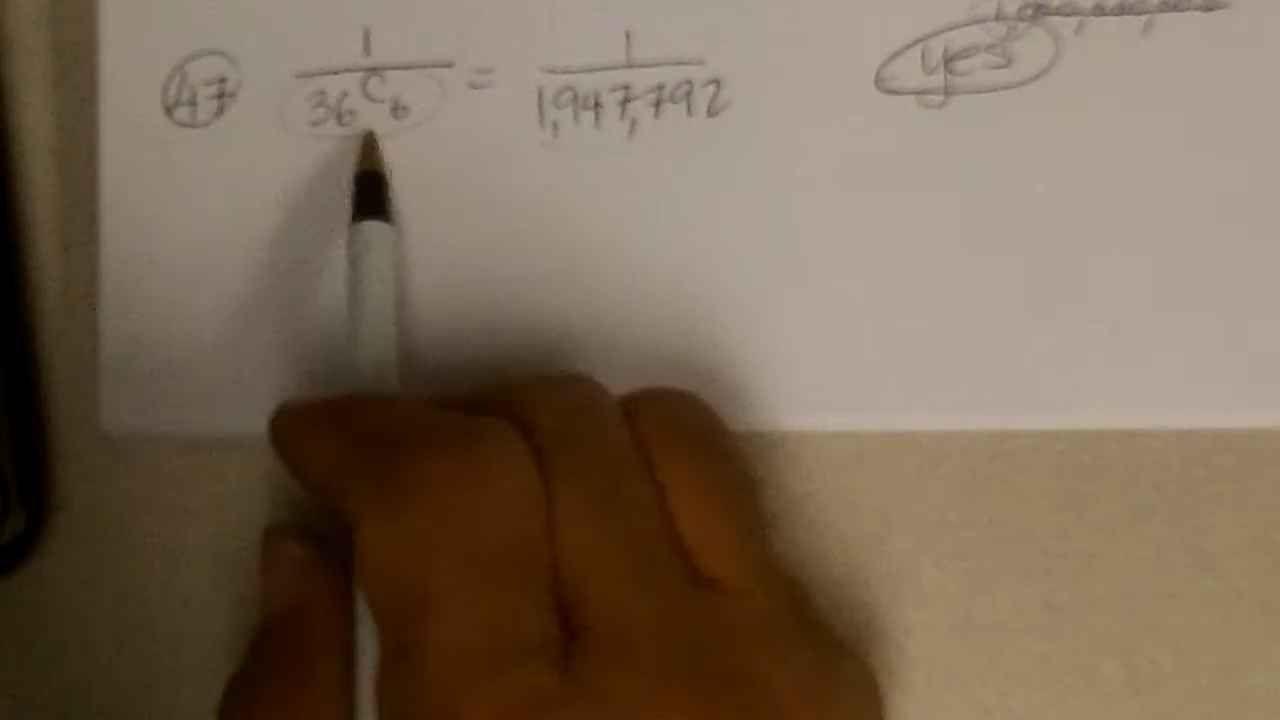 47 1/36C6 = 1/1,947,792
yes